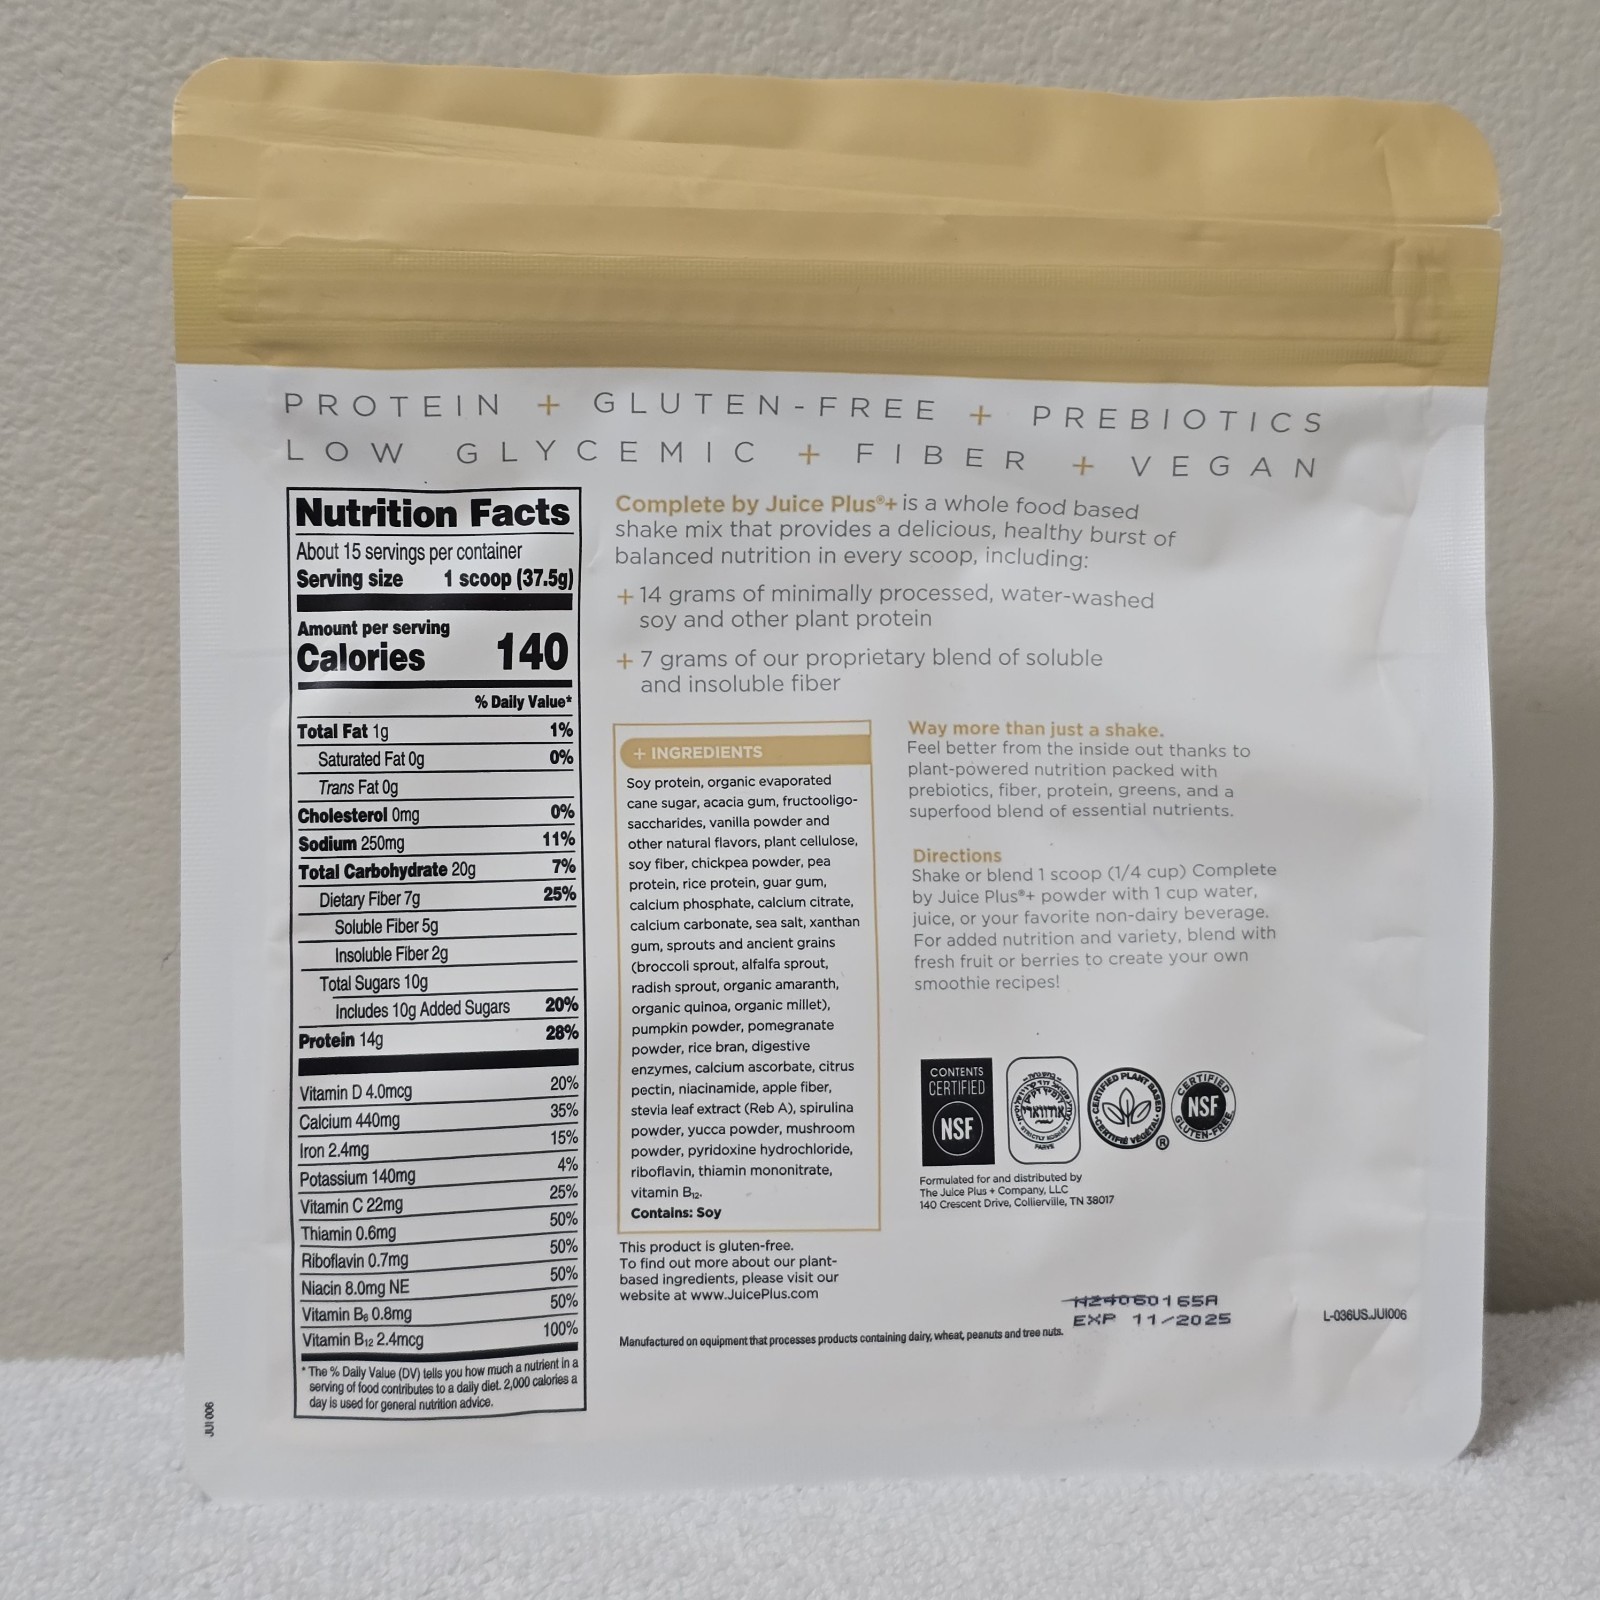 PROTEIN + GLUTEN-FREE + PREBIOTICS
LOW GLYCEMIC + FIBER + VEGAN
Nutrition Facts
About 15 servings per container
Serving size 1 scoop (37.5g)
Amount per serving
Calories 140
% Daily Value*
Total Fat 1g 1%
Saturated Fat 0g 0%
Trans Fat 0g
Cholesterol 0mg 0%
Sodium 250mg 11%
Total Carbohydrate 20g 7%
Dietary Fiber 7g 25%
Soluble Fiber 5g
Insoluble Fiber 2g
Total Sugars 10g
Includes 10g Added Sugars 20%
Protein 14g 28%
Vitamin D 4.0mcg 20%
Calcium 440mg 35%
Iron 2.4mg 15%
Potassium 140mg 4%
Vitamin C 22mg 25%
Thiamin 0.6mg 50%
Riboflavin 0.7mg 50%
Niacin 8.0mg NE 50%
Vitamin B6 0.8mg 50%
Vitamin B12 2.4mcg 100%
* The % Daily Value (DV) tells you how much a nutrient in a
serving of food contributes to a daily diet. 2,000 calories a
day is used for general nutrition advice.
JUI 006
Complete by Juice Plus®+ is a whole food based
shake mix that provides a delicious, healthy burst of
balanced nutrition in every scoop, including:
+ 14 grams of minimally processed, water-washed
soy and other plant protein
+ 7 grams of our proprietary blend of soluble
and insoluble fiber
+ INGREDIENTS
Soy protein, organic evaporated
cane sugar, acacia gum, fructooligo-
saccharides, vanilla powder and
other natural flavors, plant cellulose,
soy fiber, chickpea powder, pea
protein, rice protein, guar gum,
calcium phosphate, calcium citrate,
calcium carbonate, sea salt, xanthan
gum, sprouts and ancient grains
(broccoli sprout, alfalfa sprout,
radish sprout, organic amaranth,
organic quinoa, organic millet),
pumpkin powder, pomegranate
powder, rice bran, digestive
enzymes, calcium ascorbate, citrus
pectin, niacinamide, apple fiber,
stevia leaf extract (Reb A), spirulina
powder, yucca powder, mushroom
powder, pyridoxine hydrochloride,
riboflavin, thiamin mononitrate,
vitamin B12.
Contains: Soy
This product is gluten-free.
To find out more about our plant-
based ingredients, please visit our
website at www.JuicePlus.com
Manufactured on equipment that processes products containing dairy, wheat, peanuts and tree nuts.
Way more than just a shake.
Feel better from the inside out thanks to
plant-powered nutrition packed with
prebiotics, fiber, protein, greens, and a
superfood blend of essential nutrients.
Directions
Shake or blend 1 scoop (1/4 cup) Complete
by Juice Plus®+ powder with 1 cup water,
juice, or your favorite non-dairy beverage.
For added nutrition and variety, blend with
fresh fruit or berries to create your own
smoothie recipes!
CONTENTS
CERTIFIED
NSF
STRICTLY KOSHER
PARVE
CERTIFIED PLANT BASED
CERTIFIÉ VÉGÉTAL
®
CERTIFIED
NSF
GLUTEN-FREE
Formulated for and distributed by
The Juice Plus + Company, LLC
140 Crescent Drive, Collierville, TN 38017
H24060165A
EXP 11/2025
L-036US.JUI006